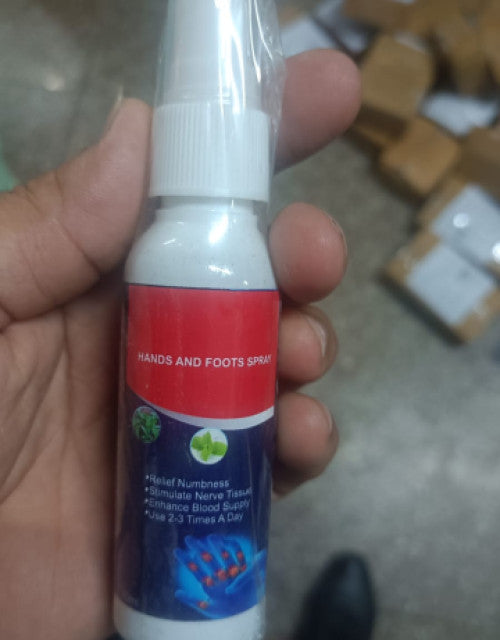 HANDS AND FOOTS SPRAY
*Relief Numbness
*Stimulate Nerve Tissue
*Enhance Blood Supply
*Use 2-3 Times A Day